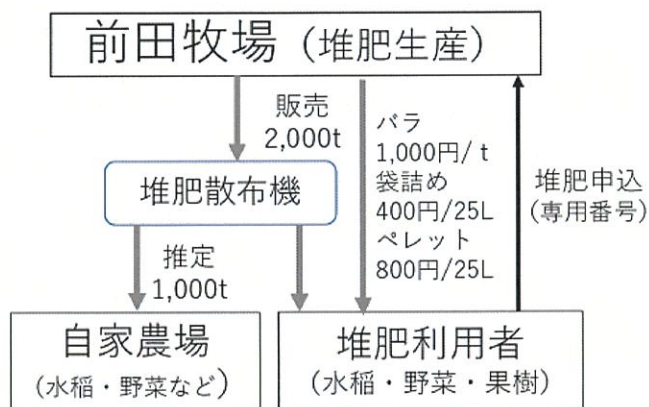 前田牧場（堆肥生産）
販売
2,000t
バラ
1,000円/ t
袋詰め
400円/25L
ペレット
800円/25L
堆肥申込
(専用番号)
堆肥散布機
推定
1,000t
自家農場
(水稲・野菜など)
堆肥利用者
(水稲・野菜・果樹)